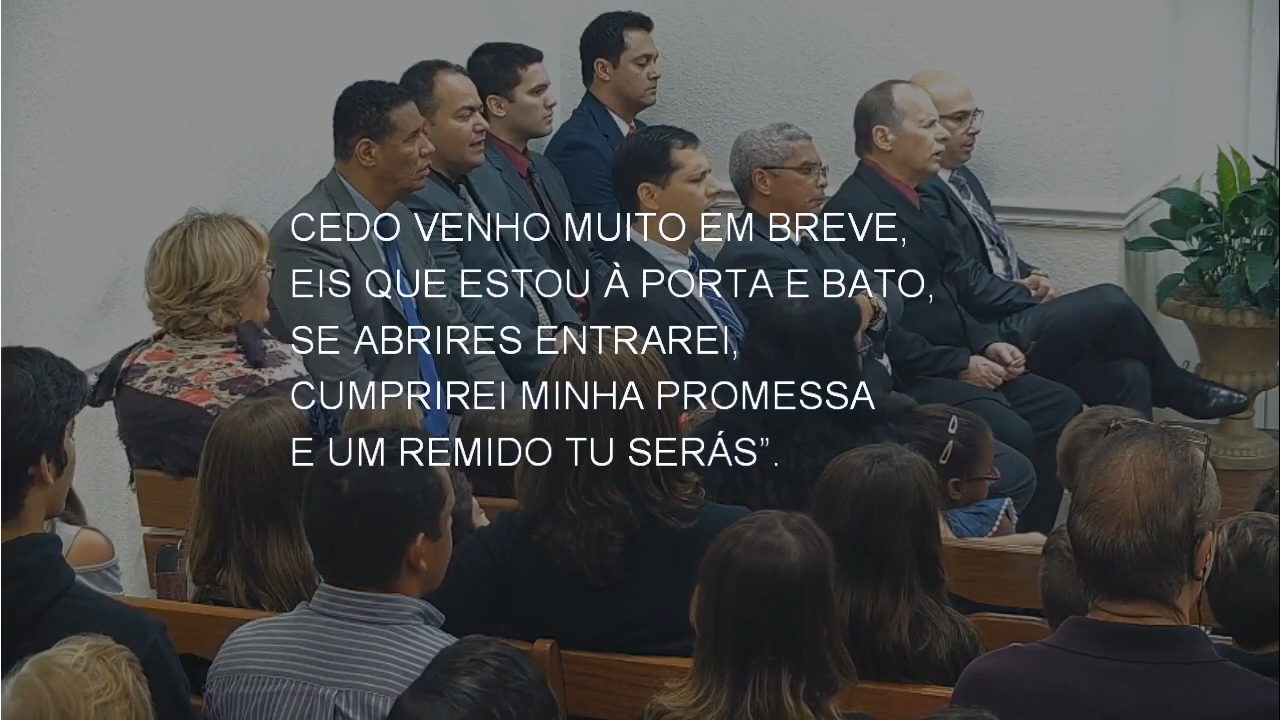 CEDO VENHO MUITO EM BREVE,
EIS QUE ESTOU À PORTA E BATO,
SE ABRIRES ENTRAREI,
CUMPRIREI MINHA PROMESSA
E UM REMIDO TU SERÁS”.